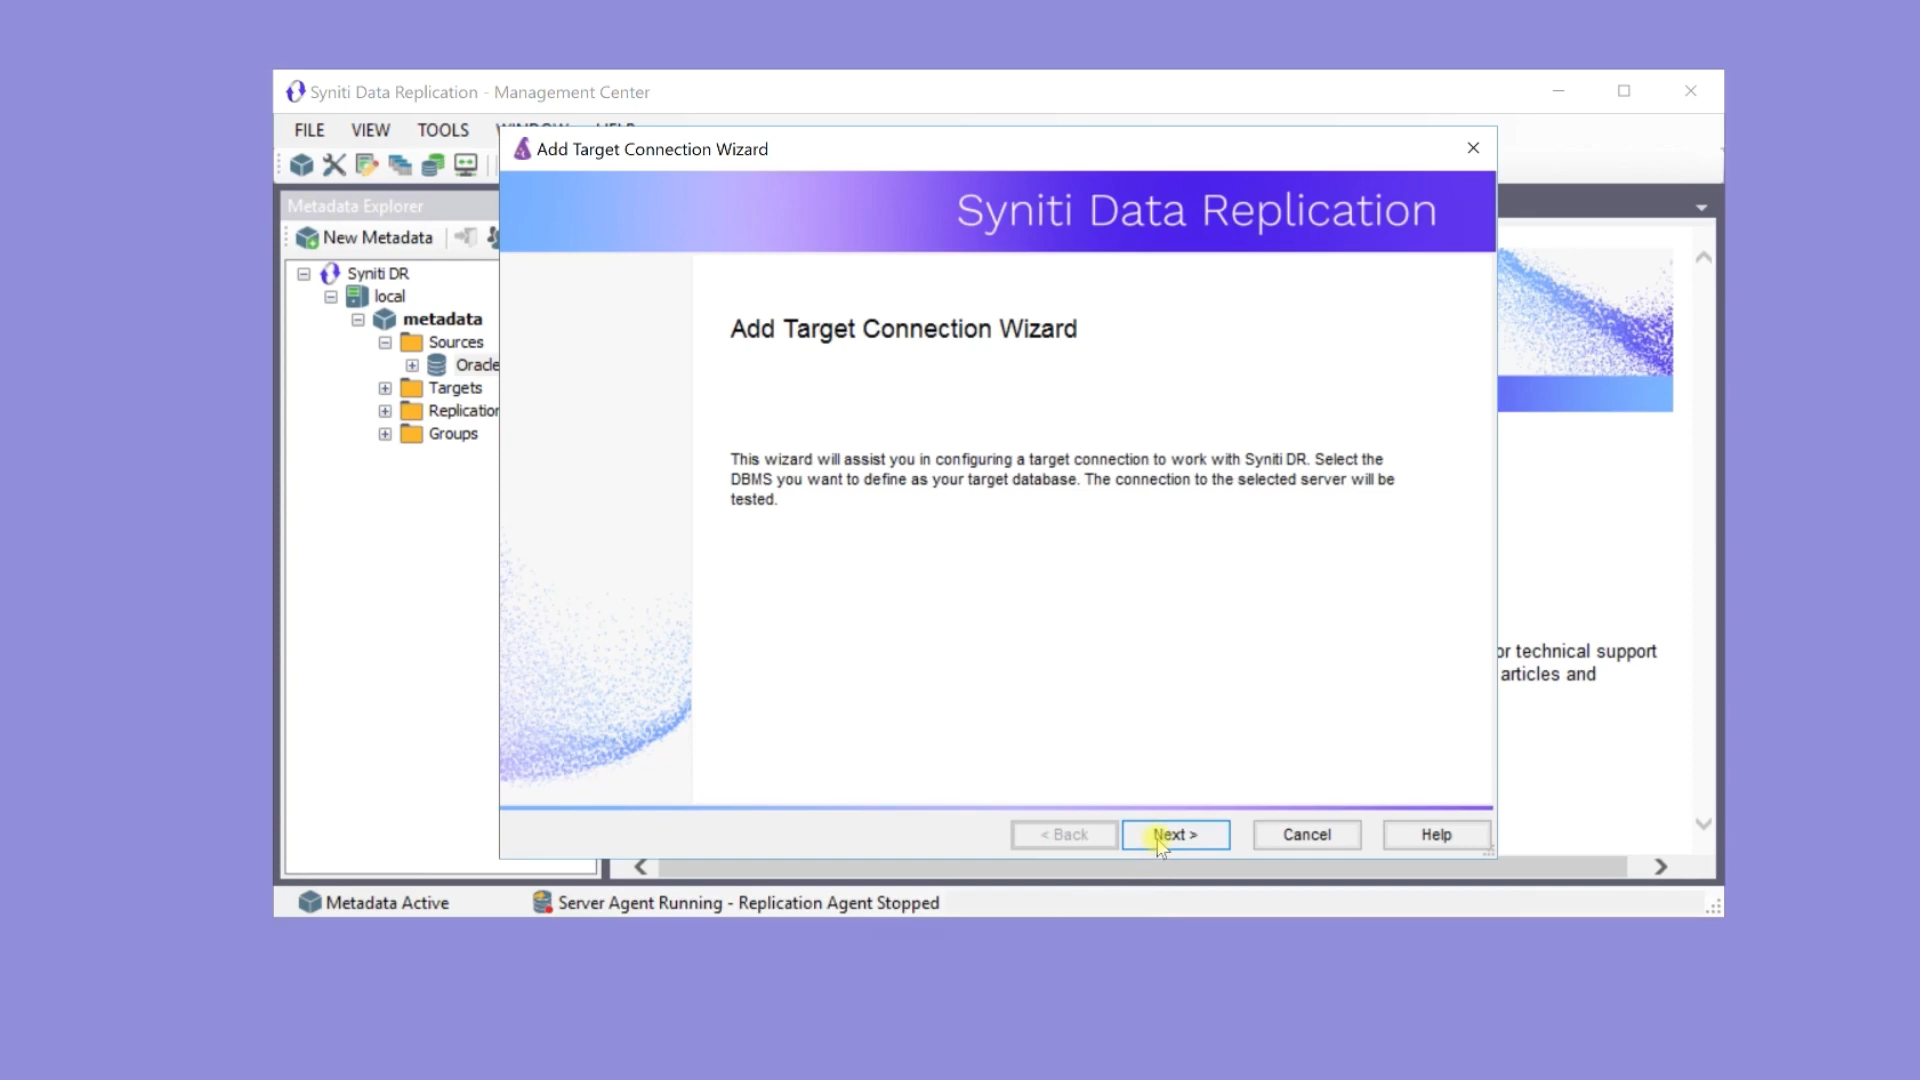 Syniti Data Replication - Management Center
FILE VIEW TOOLS WINDOW HELP
Add Target Connection Wizard
Syniti Data Replication
Metadata Explorer
New Metadata
Syniti DR
local
metadata
Sources
Oracle
Targets
Replication
Groups
Add Target Connection Wizard
This wizard will assist you in configuring a target connection to work with Syniti DR. Select the
DBMS you want to define as your target database. The connection to the selected server will be
tested.
or technical support
articles and
< Back
Next >
Cancel
Help
Metadata Active
Server Agent Running - Replication Agent Stopped